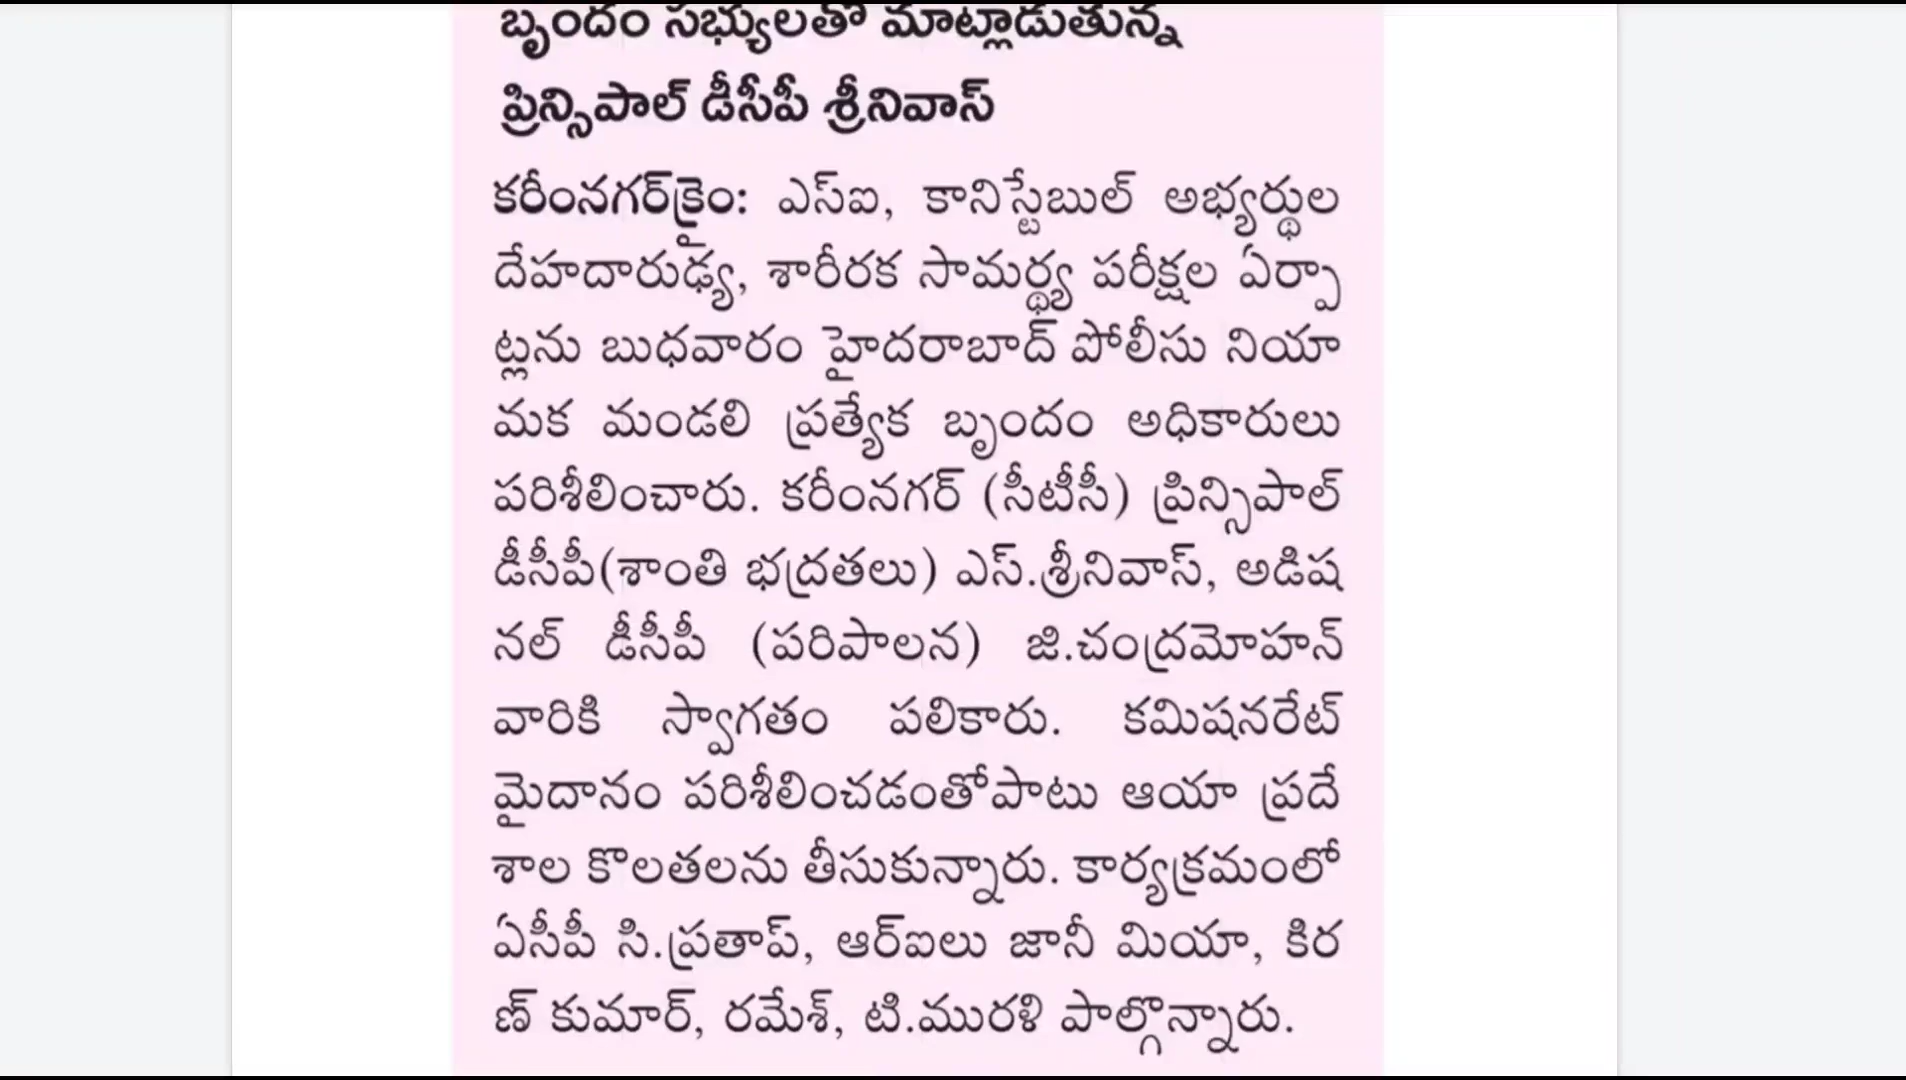 బృందం సభ్యులతో మాట్లాడుతున్న
ప్రిన్సిపాల్ డీసీపీ శ్రీనివాస్
కరీంనగర్‌క్రైం: ఎస్ఐ, కానిస్టేబుల్ అభ్యర్థుల
దేహదారుఢ్య, శారీరక సామర్థ్య పరీక్షల ఏర్పా
ట్లను బుధవారం హైదరాబాద్ పోలీసు నియా
మక మండలి ప్రత్యేక బృందం అధికారులు
పరిశీలించారు. కరీంనగర్ (సీటీసీ) ప్రిన్సిపాల్
డీసీపీ(శాంతి భద్రతలు) ఎస్.శ్రీనివాస్, అడిష
నల్ డీసీపీ (పరిపాలన) జి.చంద్రమోహన్
వారికి స్వాగతం పలికారు. కమిషనరేట్
మైదానం పరిశీలించడంతోపాటు ఆయా ప్రదే
శాల కొలతలను తీసుకున్నారు. కార్యక్రమంలో
ఏసీపీ సి.ప్రతాప్, ఆర్ఐలు జానీ మియా, కిర
ణ్ కుమార్, రమేశ్, టి.మురళి పాల్గొన్నారు.